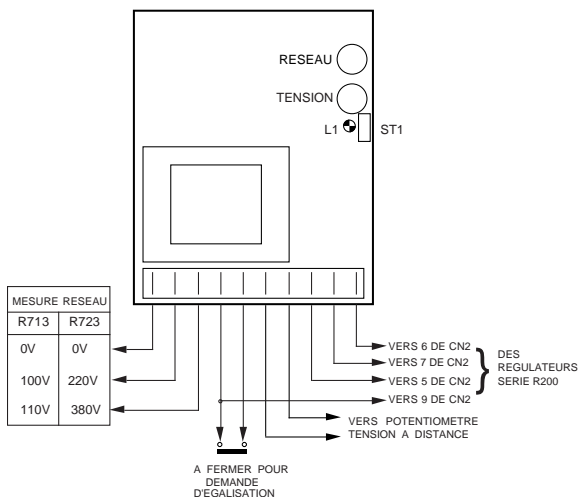 RESEAU
TENSION
L1
ST1
MESURE RESEAU
R713 R723
0V 0V
100V 220V
110V 380V
VERS 6 DE CN2
VERS 7 DE CN2
VERS 5 DE CN2
VERS 9 DE CN2
DES
REGULATEURS
SERIE R200
VERS POTENTIOMETRE
TENSION A DISTANCE
A FERMER POUR
DEMANDE
D'EGALISATION